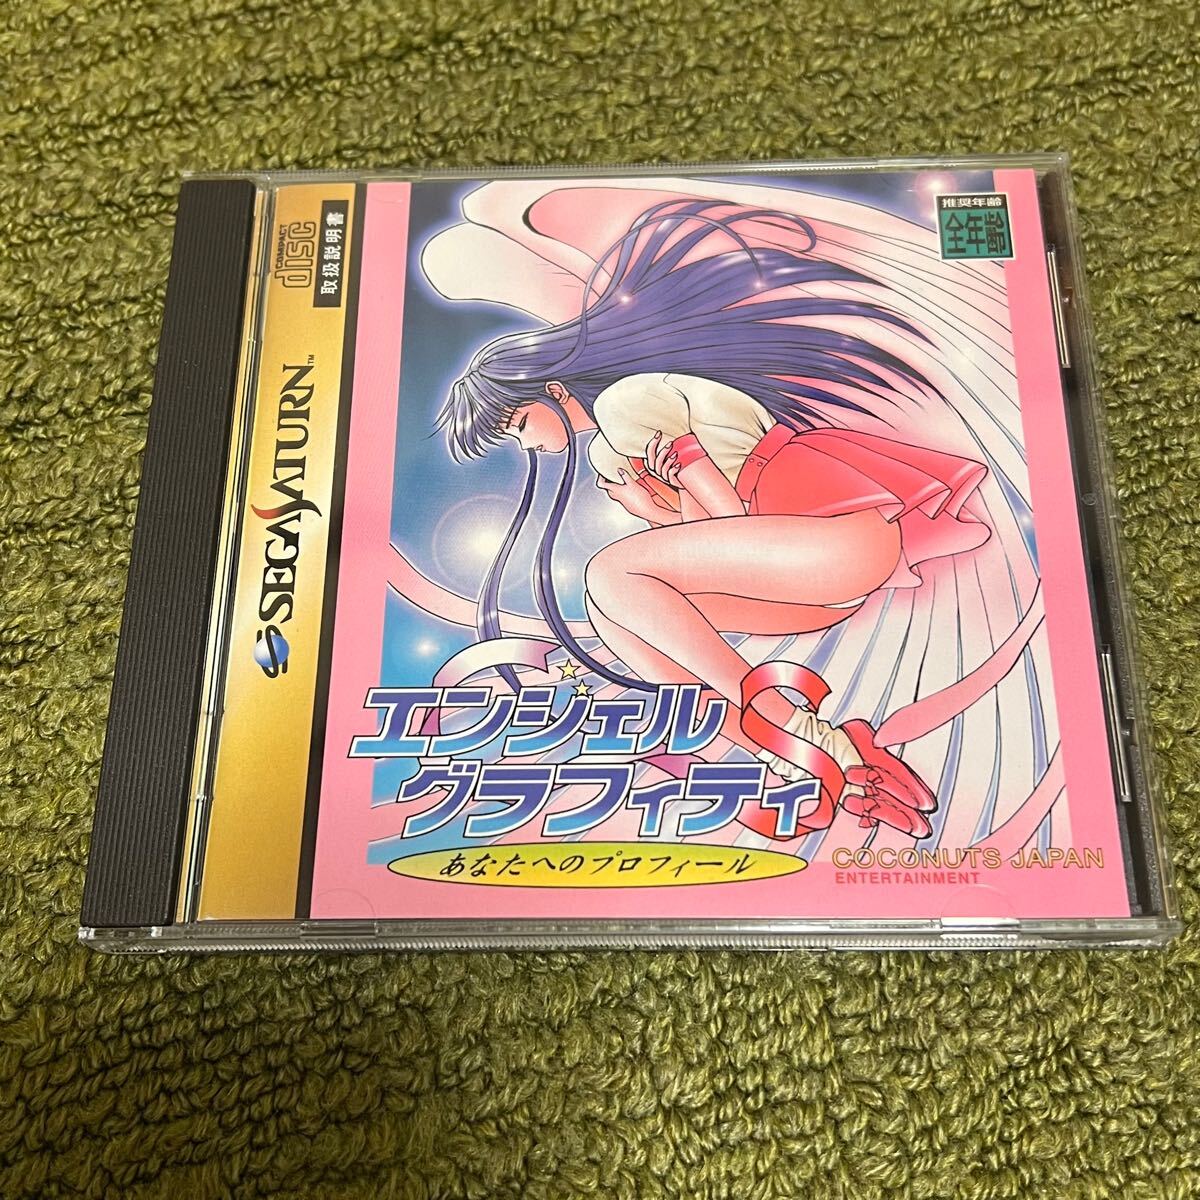 COMPACT
disc
取扱説明書
SEGA SATURN™
推奨年齢
全年齢
エンジェル
グラフィティ
あなたへのプロフィール
COCONUTS JAPAN
ENTERTAINMENT